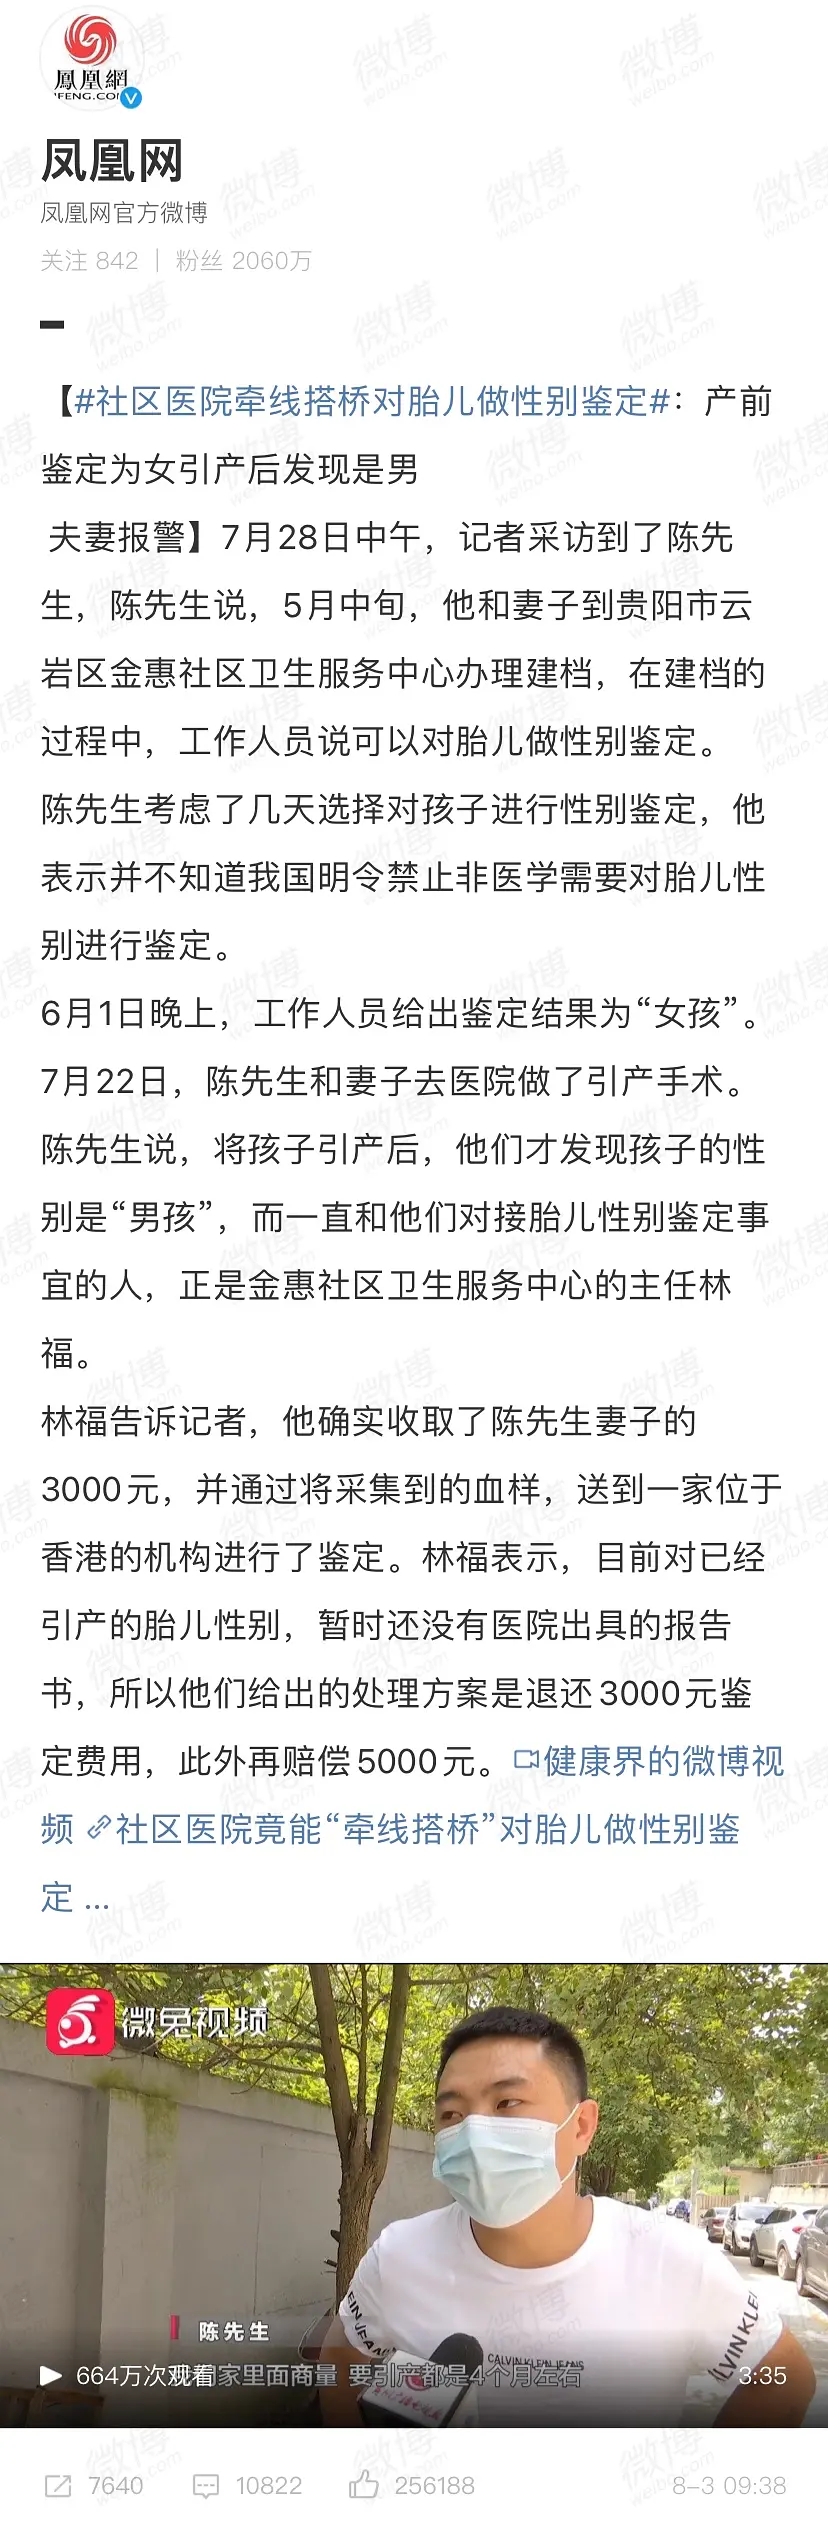 鳳凰網
IFENG.COM
凤凰网
凤凰网官方微博
关注 842 | 粉丝 2060万
【#社区医院牵线搭桥对胎儿做性别鉴定#：产前
鉴定为女引产后发现是男
夫妻报警】7月28日中午，记者采访到了陈先
生，陈先生说，5月中旬，他和妻子到贵阳市云
岩区金惠社区卫生服务中心办理建档，在建档的
过程中，工作人员说可以对胎儿做性别鉴定。
陈先生考虑了几天选择对孩子进行性别鉴定，他
表示并不知道我国明令禁止非医学需要对胎儿性
别进行鉴定。
6月1日晚上，工作人员给出鉴定结果为“女孩”。
7月22日，陈先生和妻子去医院做了引产手术。
陈先生说，将孩子引产后，他们才发现孩子的性
别是“男孩”，而一直和他们对接胎儿性别鉴定事
宜的人，正是金惠社区卫生服务中心的主任林
福。
林福告诉记者，他确实收取了陈先生妻子的
3000元，并通过将采集到的血样，送到一家位于
香港的机构进行了鉴定。林福表示，目前对已经
引产的胎儿性别，暂时还没有医院出具的报告
书，所以他们给出的处理方案是退还3000元鉴
定费用，此外再赔偿5000元。健康界的微博视
频 社区医院竟能“牵线搭桥”对胎儿做性别鉴
定 ...
微兔视频
陈先生
CALVIN KLEIN JEANS
664万次观看
家里面商量 要引产都是4个月左右
3:35
7640 10822 256188 8-3 09:38
微博
weibo.com